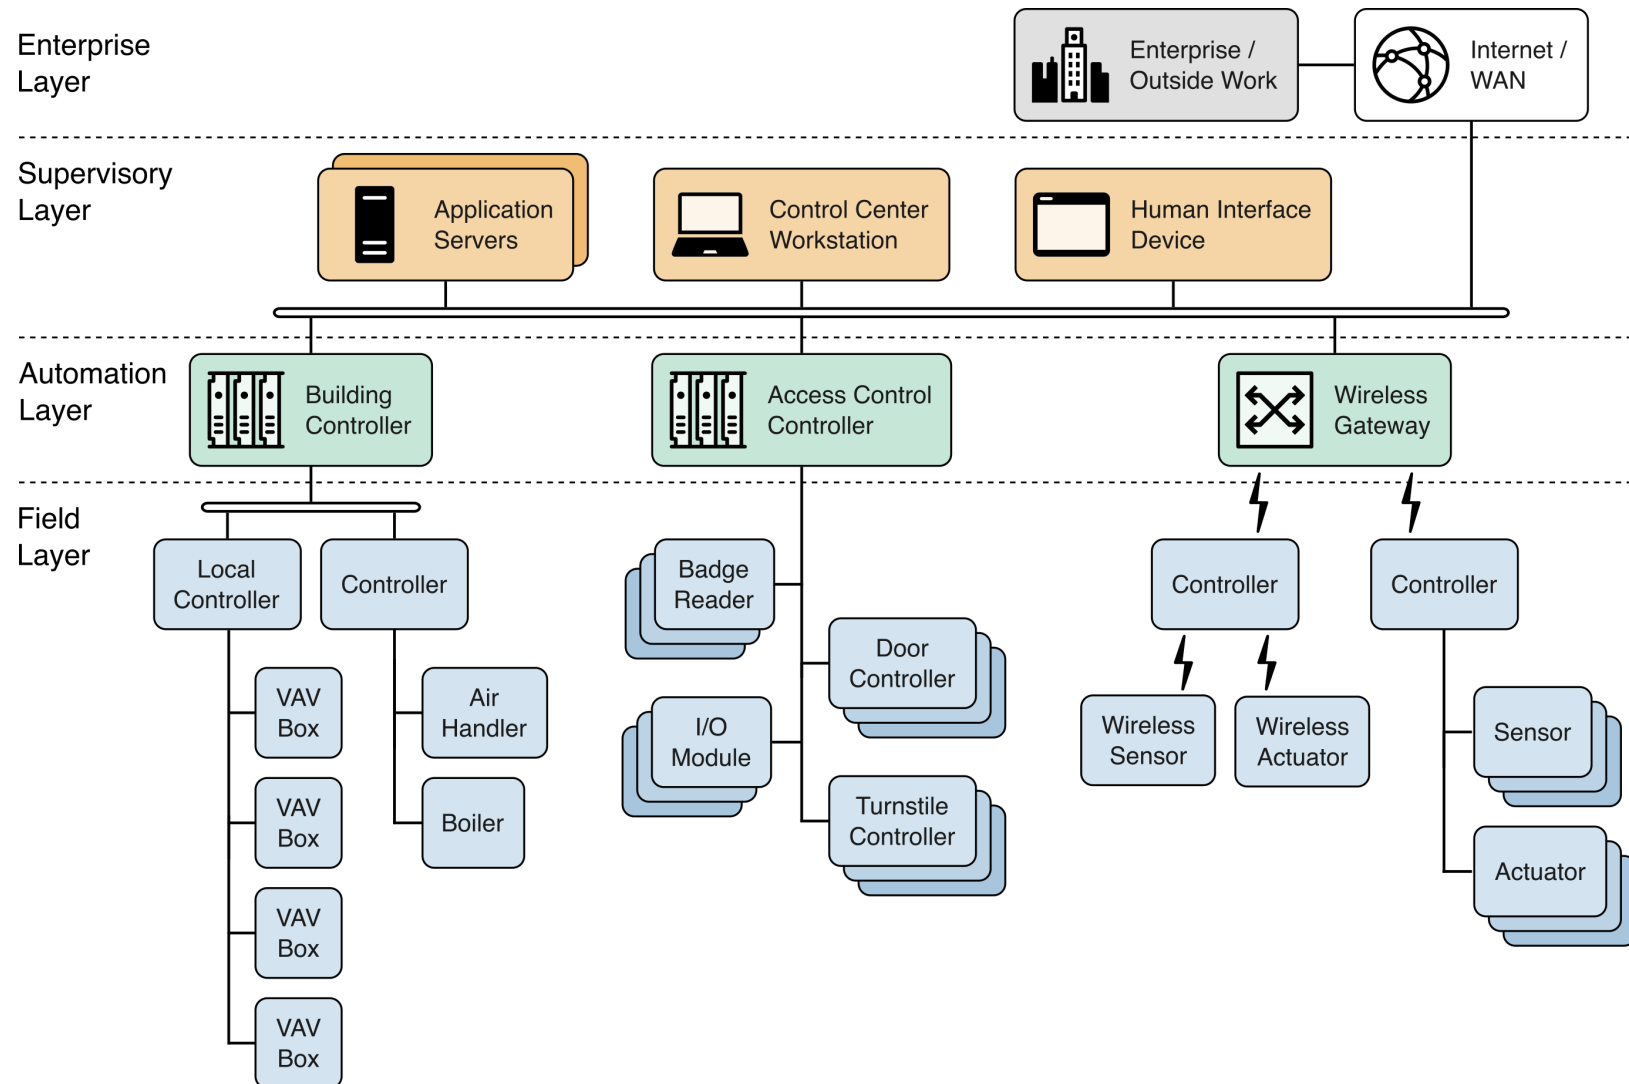 Enterprise
Layer
Enterprise /
Outside Work
Internet /
WAN
Supervisory
Layer
Application
Servers
Control Center
Workstation
Human Interface
Device
Automation
Layer
Building
Controller
Access Control
Controller
Wireless
Gateway
Field
Layer
Local
Controller
Controller
Badge
Reader
Controller
Controller
Door
Controller
VAV
Box
Air
Handler
I/O
Module
Wireless
Sensor
Wireless
Actuator
Sensor
VAV
Box
Boiler
Turnstile
Controller
Actuator
VAV
Box
VAV
Box